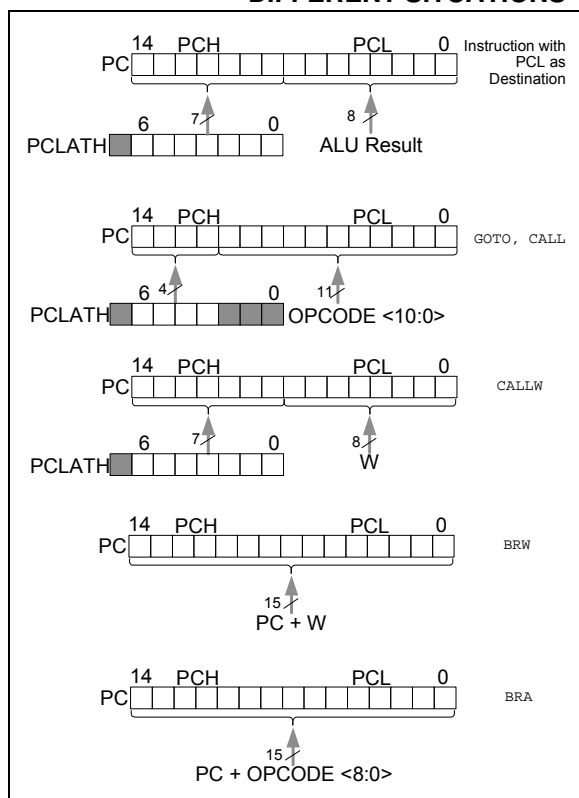 14 PCH PCL 0
PC
Instruction with
PCL as
Destination
7 8
6 0
PCLATH
ALU Result
14 PCH PCL 0
PC
GOTO, CALL
4 11
6 0
PCLATH
OPCODE <10:0>
14 PCH PCL 0
PC
CALLW
7 8
6 0
PCLATH
W
14 PCH PCL 0
PC
BRW
15
PC + W
14 PCH PCL 0
PC
BRA
15
PC + OPCODE <8:0>